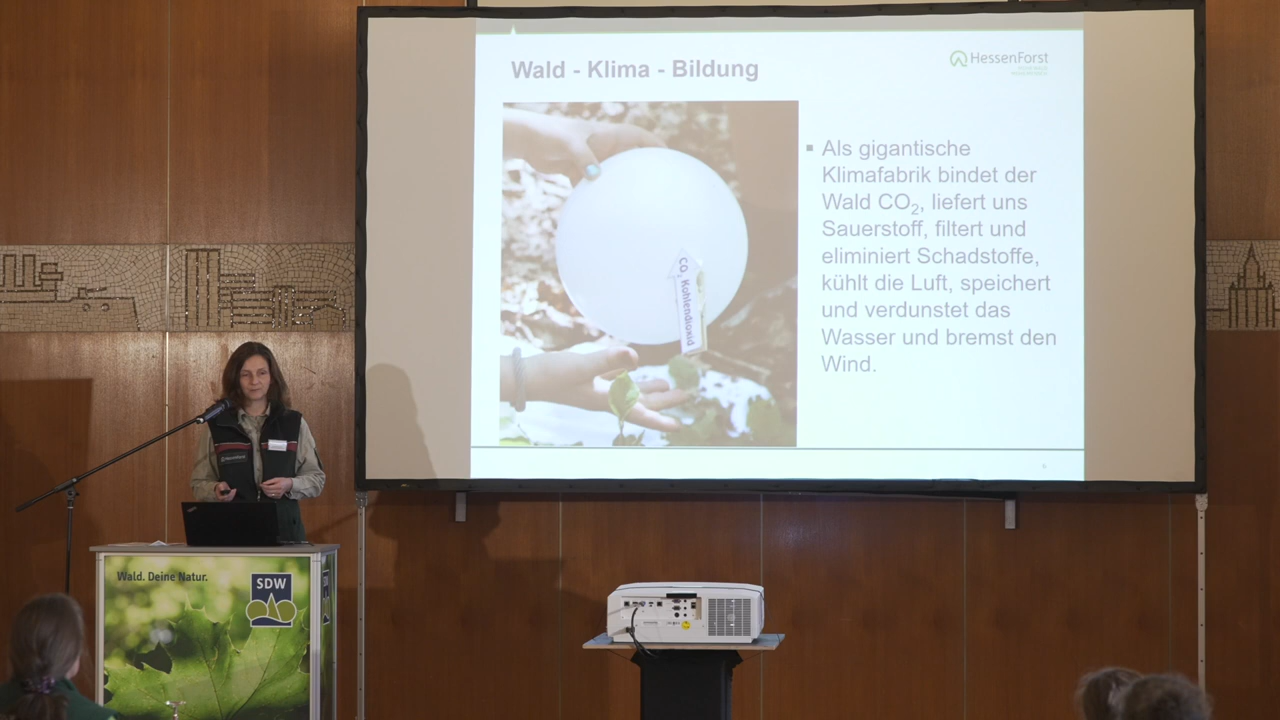 Wald - Klima - Bildung
HessenForst
CO2 Kohlendioxid
Als gigantische
Klimafabrik bindet der
Wald CO2, liefert uns
Sauerstoff, filtert und
eliminiert Schadstoffe,
kühlt die Luft, speichert
und verdunstet das
Wasser und bremst den
Wind.
Wald. Deine Natur.
SDW